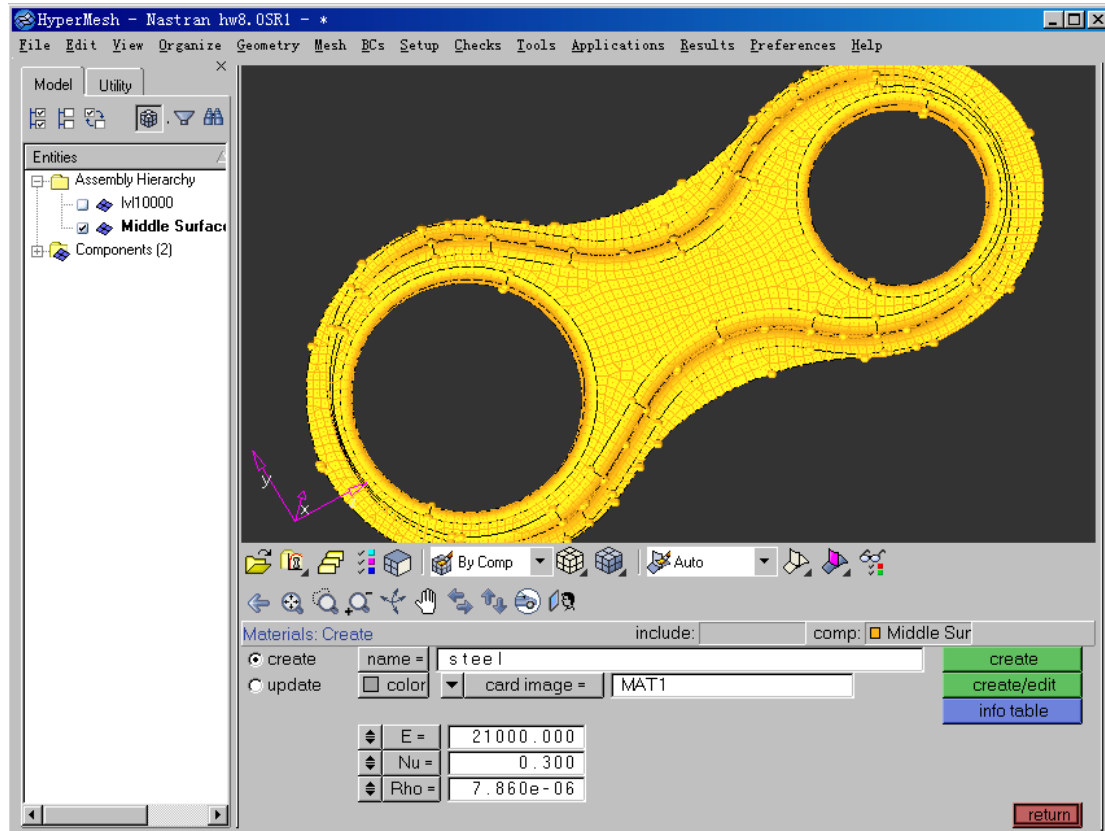 HyperMesh - Nastran hw8.0SR1 - *
File Edit View Organize Geometry Mesh BCs Setup Checks Tools Applications Results Preferences Help
Model Utility
Entities
Assembly Hierarchy
lvl10000
Middle Surface
Components (2)
y
x
By Comp Auto
Materials: Create include: comp: Middle Sur
create name = steel create
update color card image = MAT1 create/edit
info table
E = 21000.000
Nu = 0.300
Rho = 7.860e-06
return